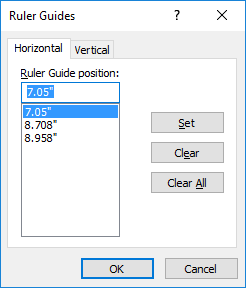 Ruler Guides
Horizontal Vertical
Ruler Guide position:
7.05"
7.05"
8.708"
8.958"
Set
Clear
Clear All
OK Cancel